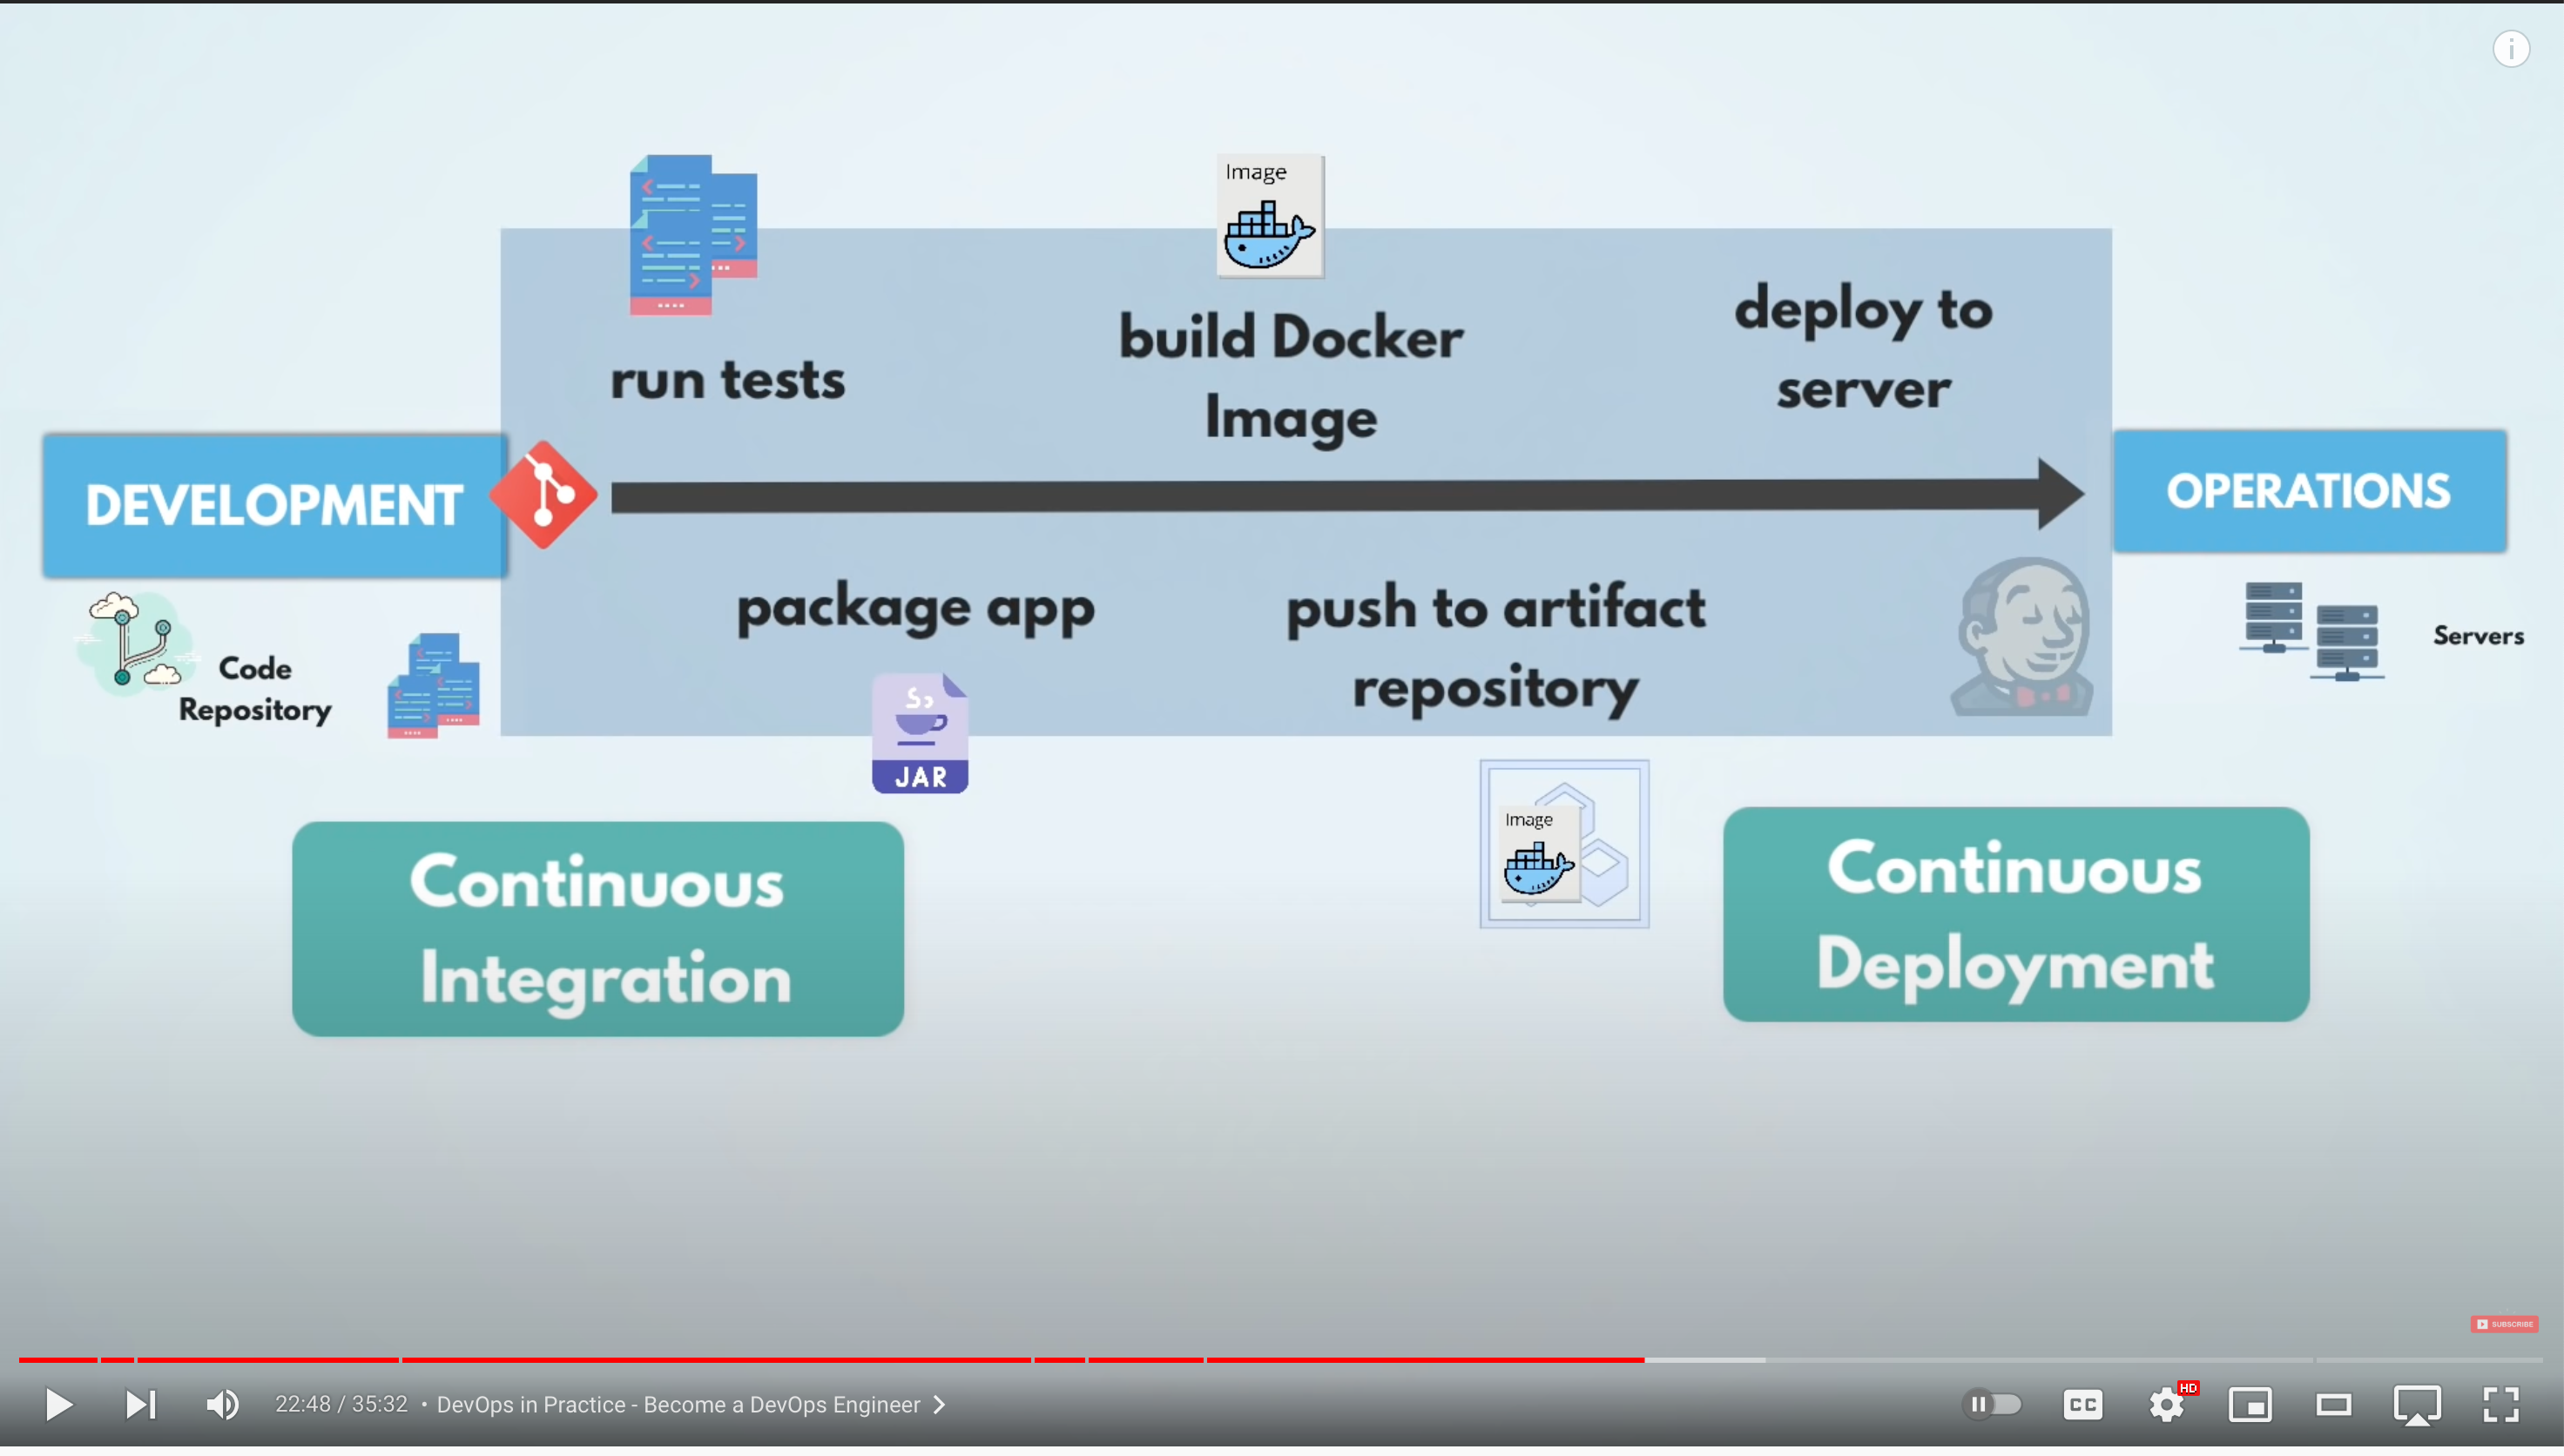 Image
run tests
build Docker
Image
deploy to
server
DEVELOPMENT
OPERATIONS
package app
push to artifact
repository
Code
Repository
Servers
JAR
Image
Continuous
Integration
Continuous
Deployment
SUBSCRIBE
22:48 / 35:32 • DevOps in Practice - Become a DevOps Engineer
CC
HD